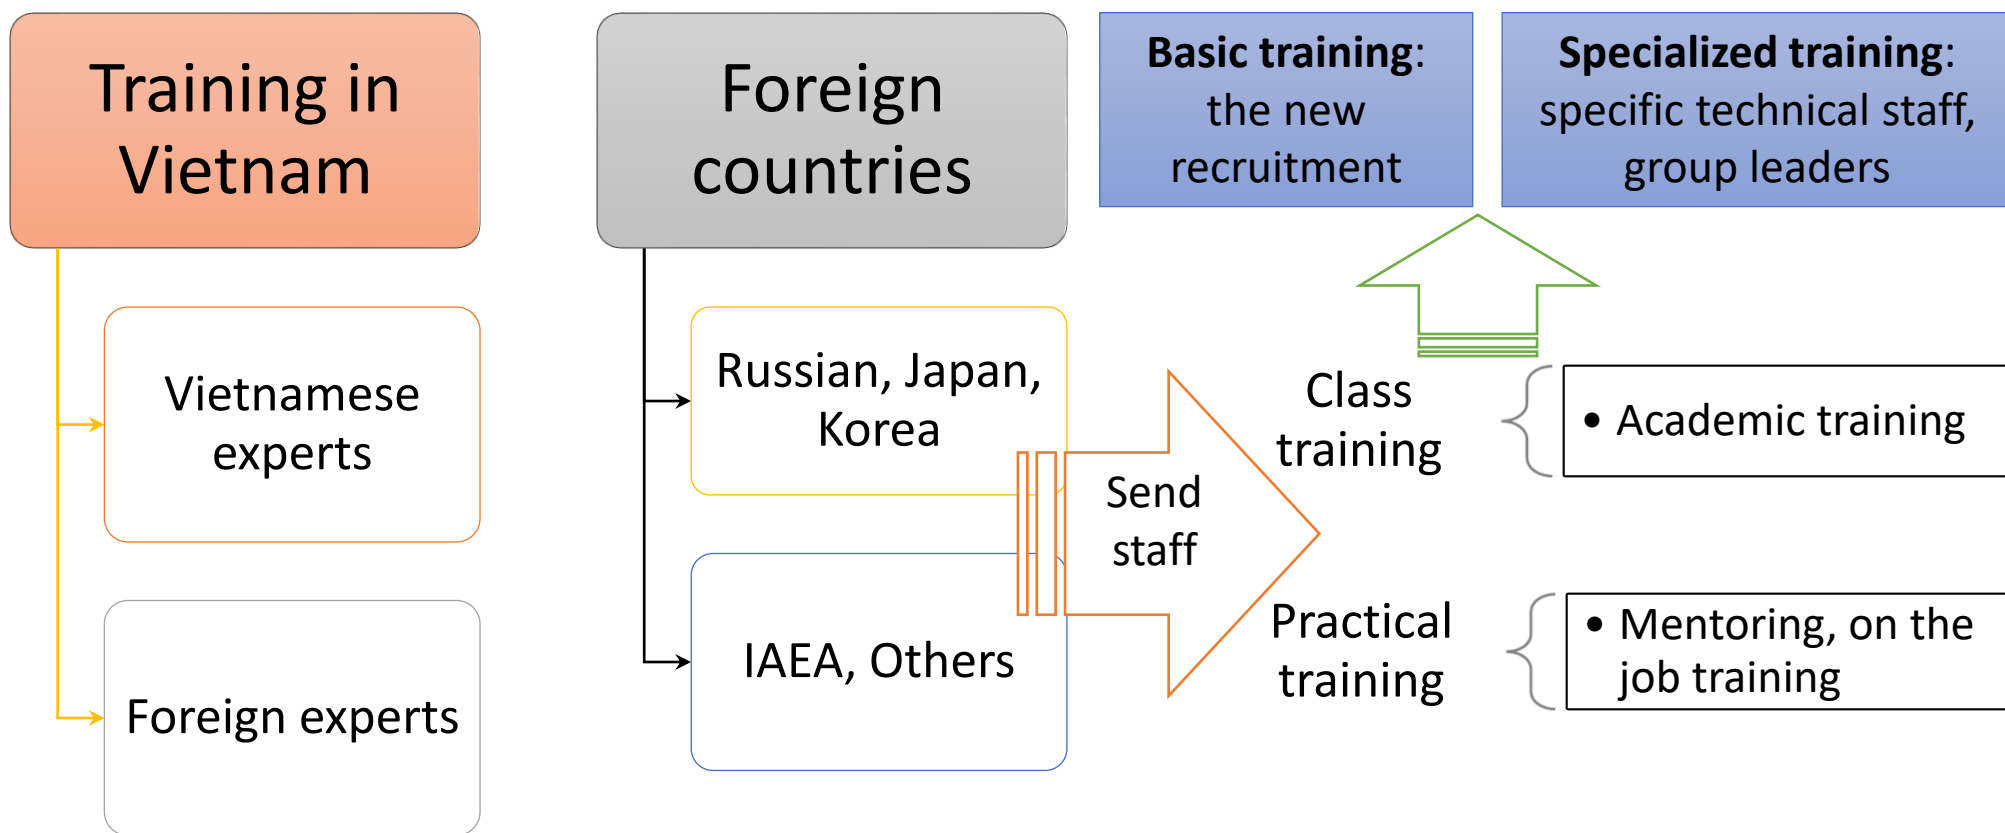 Training in
Vietnam
Vietnamese
experts
Foreign experts
Foreign
countries
Russian, Japan,
Korea
IAEA, Others
Send
staff
Basic training:
the new
recruitment
Specialized training:
specific technical staff,
group leaders
Class
training
• Academic training
Practical
training
• Mentoring, on the
job training